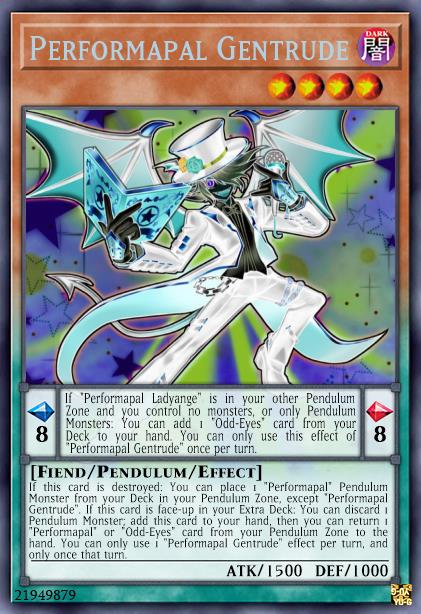 PERFORMAPAL GENTRUDE
DARK
闇
If "Performapal Ladyange" is in your other Pendulum
Zone and you control no monsters, or only Pendulum
Monsters: You can add 1 "Odd-Eyes" card from your
Deck to your hand. You can only use this effect of
"Performapal Gentrude" once per turn.
8
8
[FIEND/PENDULUM/EFFECT]
If this card is destroyed: You can place 1 "Performapal" Pendulum
Monster from your Deck in your Pendulum Zone, except "Performapal
Gentrude". If this card is face-up in your Extra Deck: You can discard 1
Pendulum Monster; add this card to your hand, then you can return 1
"Performapal" or "Odd-Eyes" card from your Pendulum Zone to the
hand. You can only use 1 "Performapal Gentrude" effect per turn, and
only once that turn.
ATK/1500 DEF/1000
21949879